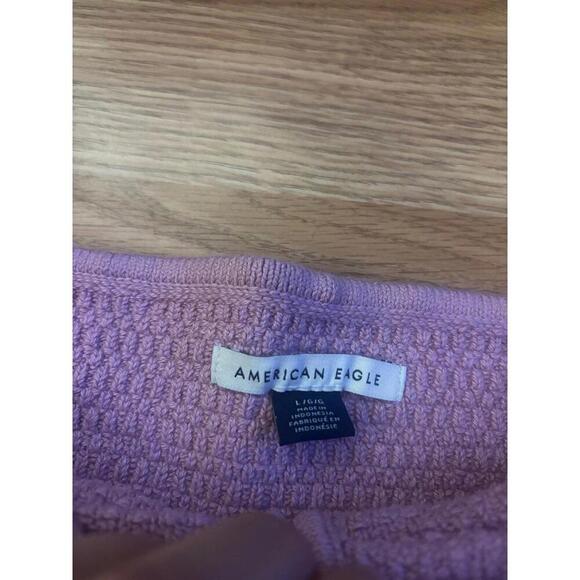 AMERICAN EAGLE
L/G/G
MADE IN
INDONESIA
FABRIQUÉ EN
INDONÉSIE